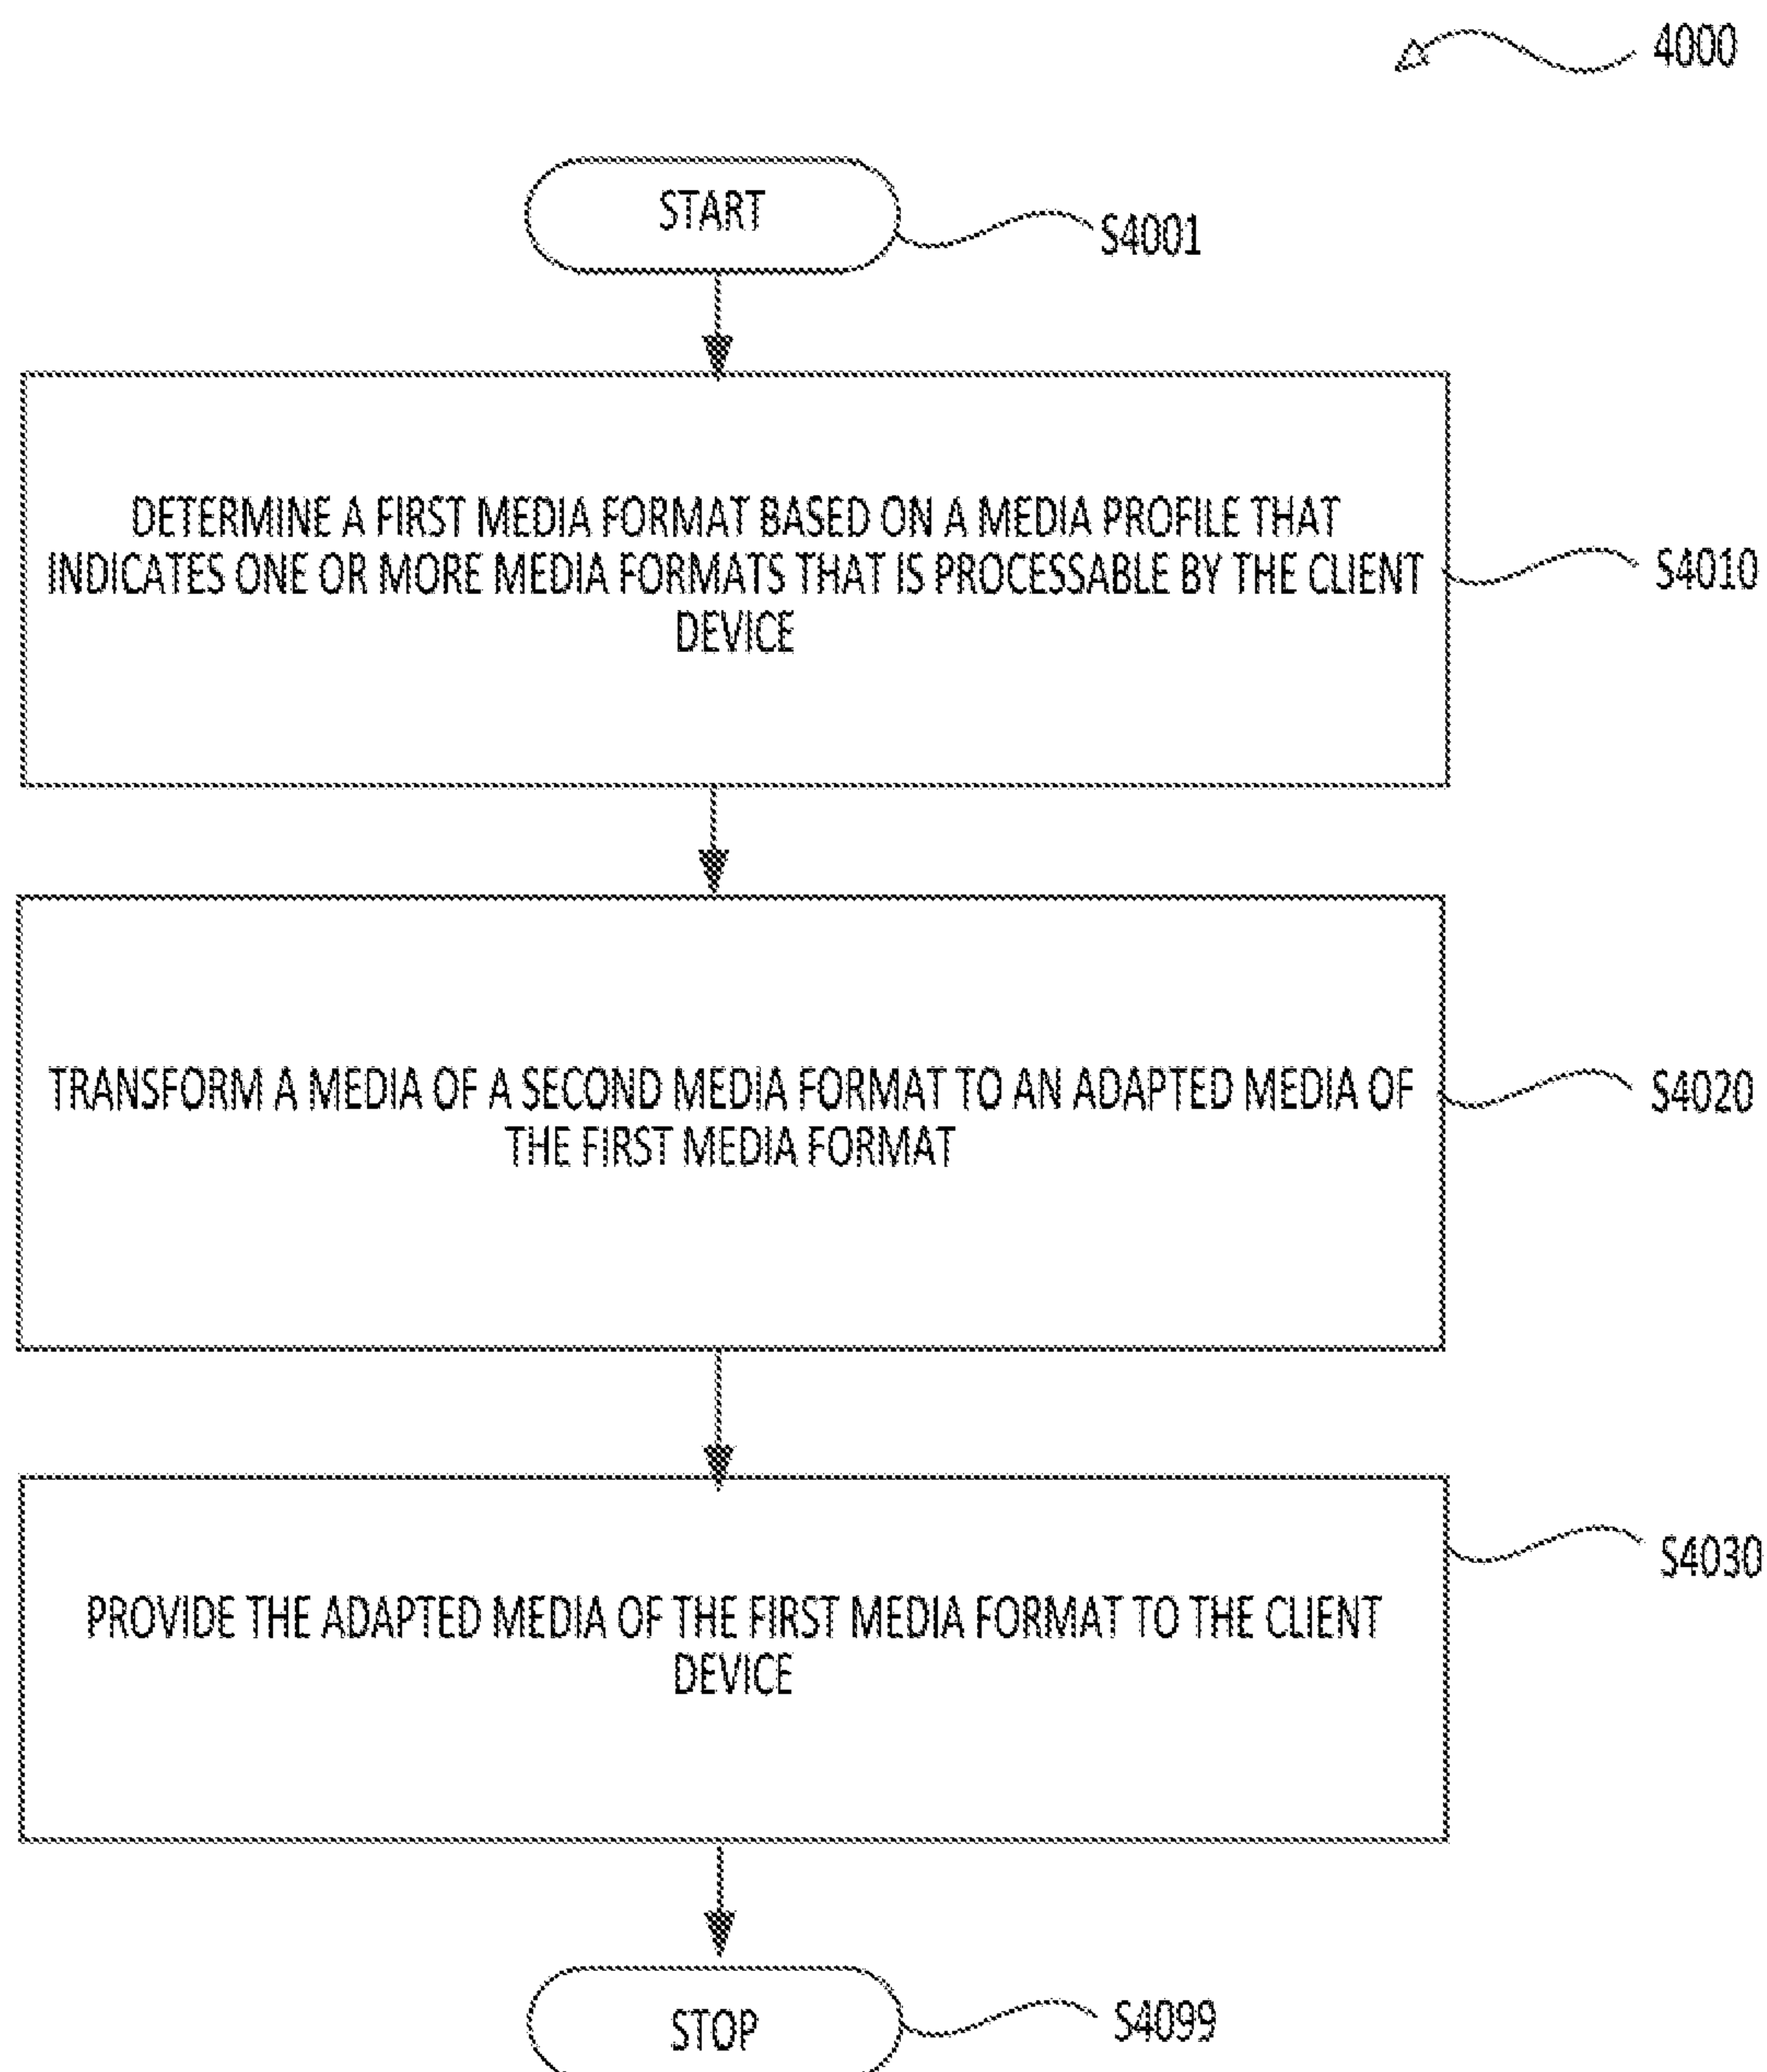 4000
START
S4001
DETERMINE A FIRST MEDIA FORMAT BASED ON A MEDIA PROFILE THAT
INDICATES ONE OR MORE MEDIA FORMATS THAT IS PROCESSABLE BY THE CLIENT
DEVICE
S4010
TRANSFORM A MEDIA OF A SECOND MEDIA FORMAT TO AN ADAPTED MEDIA OF
THE FIRST MEDIA FORMAT
S4020
PROVIDE THE ADAPTED MEDIA OF THE FIRST MEDIA FORMAT TO THE CLIENT
DEVICE
S4030
STOP
S4099